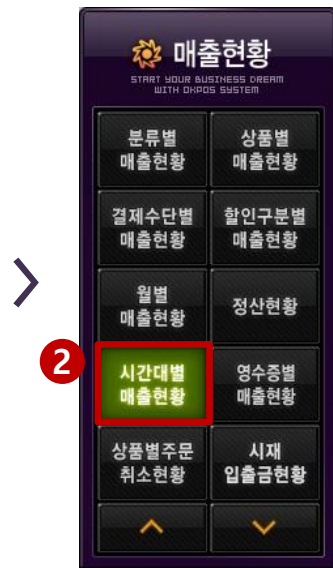 매출현황
START YOUR BUSINESS DREAM
WITH OKPOS SYSTEM
분류별
매출현황
상품별
매출현황
결제수단별
매출현황
할인구분별
매출현황
월별
매출현황
정산현황
2
시간대별
매출현황
영수증별
매출현황
상품별주문
취소현황
시재
입출금현황